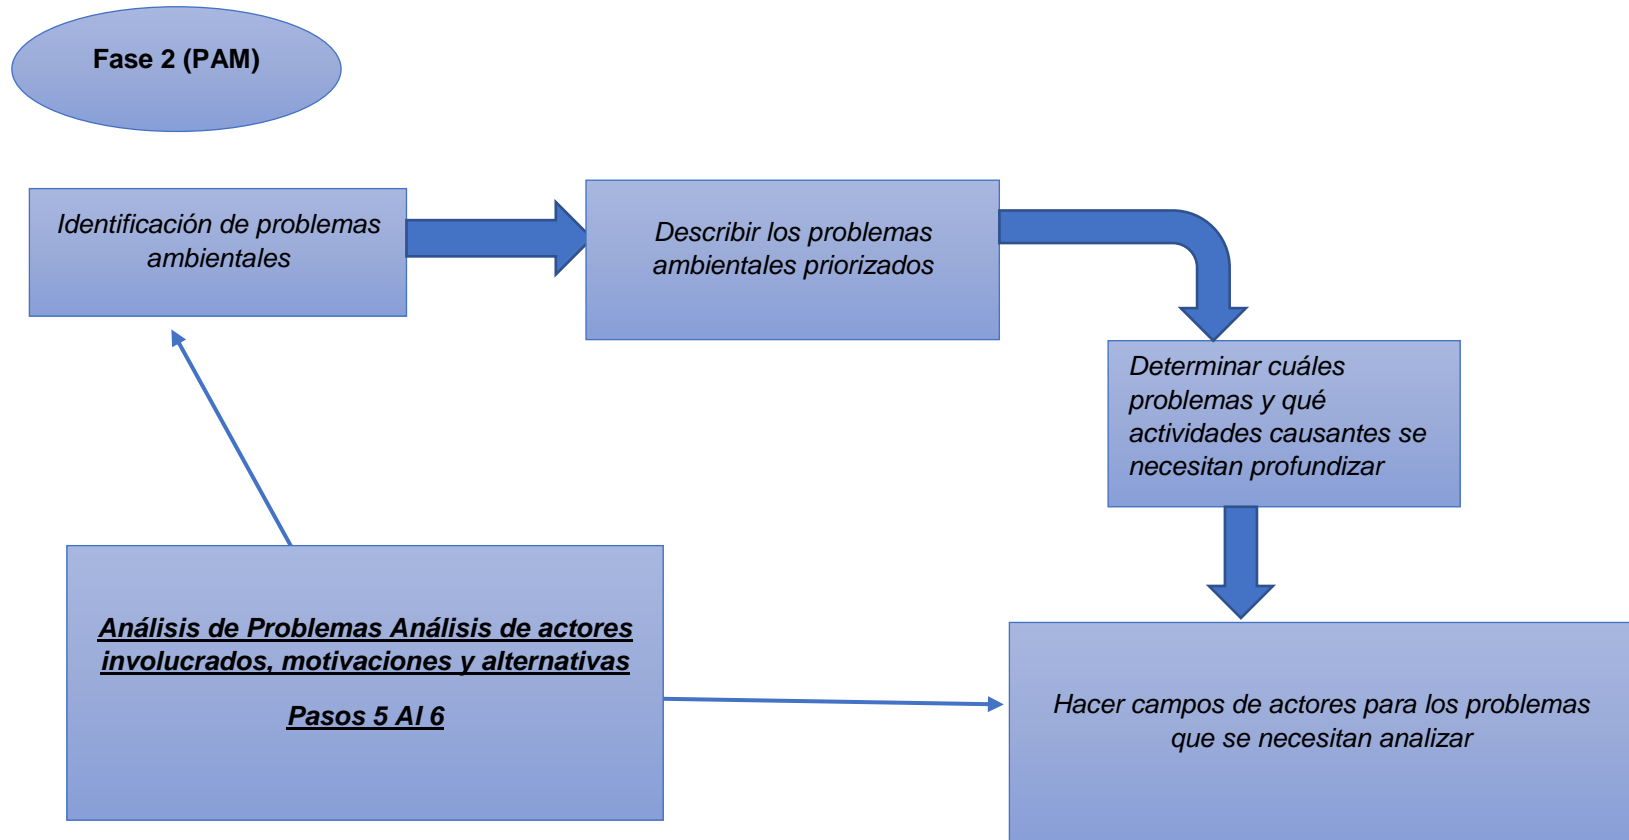 Fase 2 (PAM)
Identificación de problemas
ambientales
Describir los problemas
ambientales priorizados
Determinar cuáles
problemas y qué
actividades causantes se
necesitan profundizar
Análisis de Problemas Análisis de actores
involucrados, motivaciones y alternativas
Pasos 5 Al 6
Hacer campos de actores para los problemas
que se necesitan analizar